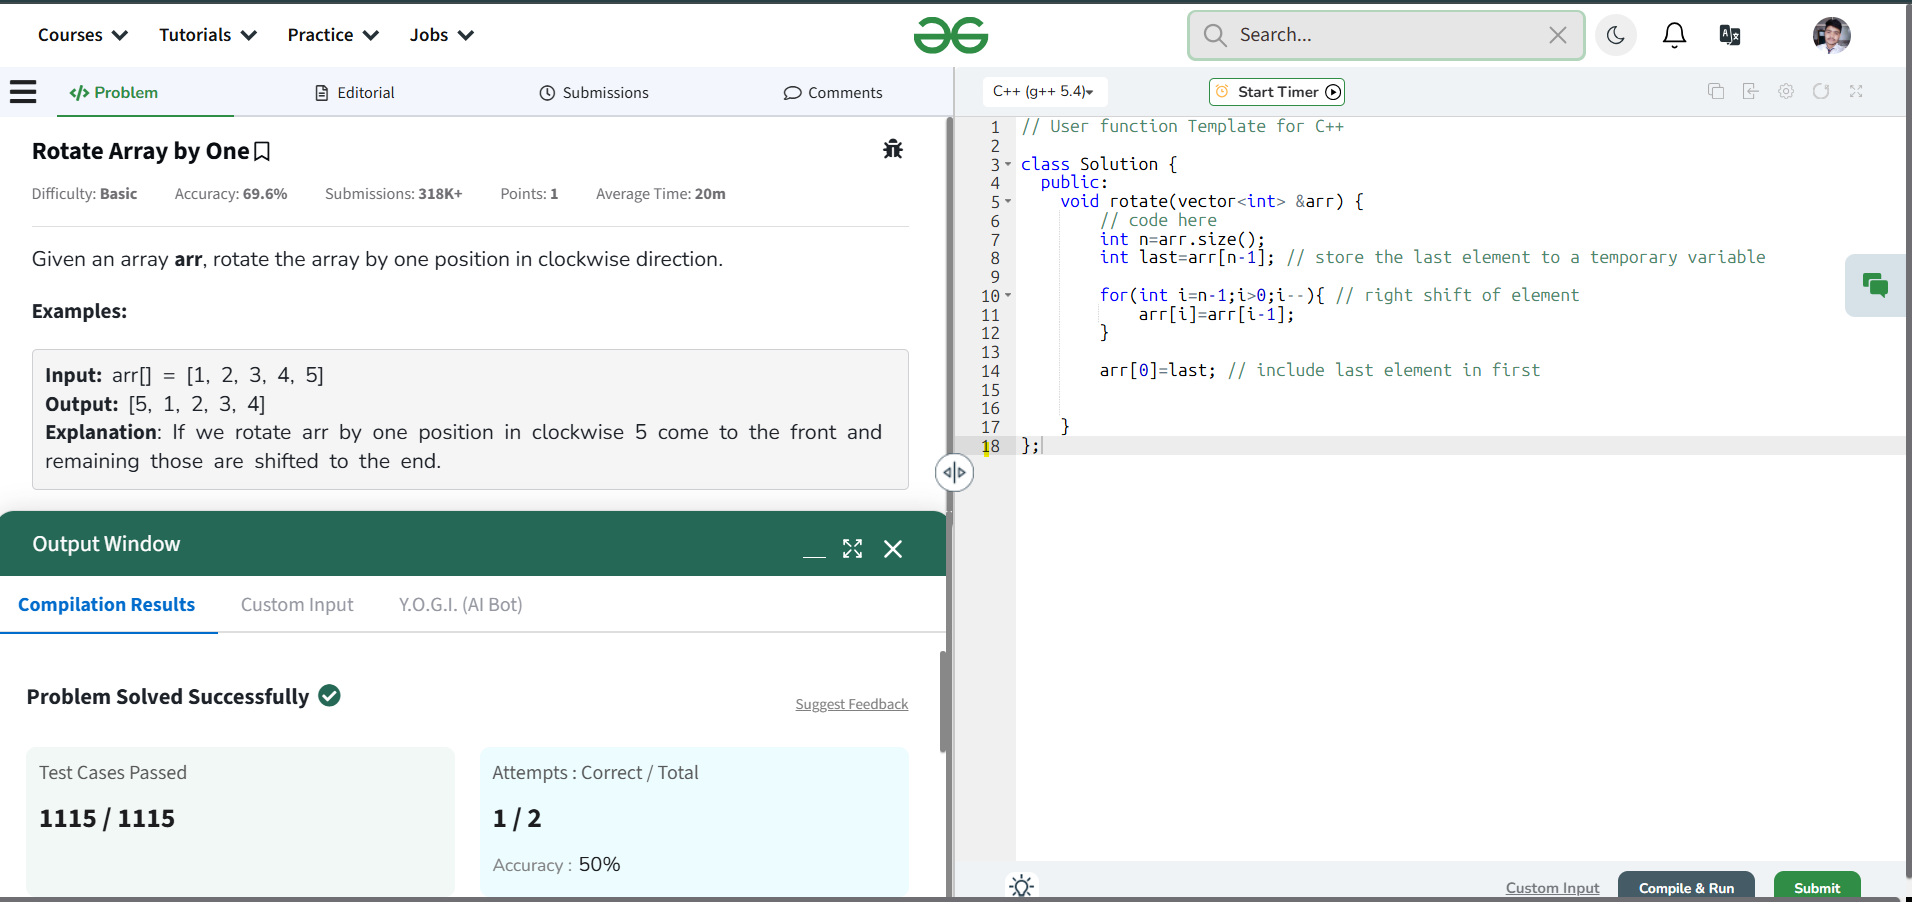 Courses Tutorials Practice Jobs Search...
Problem Editorial Submissions Comments
Rotate Array by One
Difficulty: Basic Accuracy: 69.6% Submissions: 318K+ Points: 1 Average Time: 20m
Given an array arr, rotate the array by one position in clockwise direction.
Examples:
Input: arr[] = [1, 2, 3, 4, 5]
Output: [5, 1, 2, 3, 4]
Explanation: If we rotate arr by one position in clockwise 5 come to the front and
remaining those are shifted to the end.
Output Window
Compilation Results Custom Input Y.O.G.I. (AI Bot)
Problem Solved Successfully
Suggest Feedback
Test Cases Passed
1115 / 1115
Attempts : Correct / Total
1 / 2
Accuracy : 50%
C++ (g++ 5.4) Start Timer
1 // User function Template for C++
2
3 class Solution {
4 public:
5 void rotate(vector<int> &arr) {
6 // code here
7 int n=arr.size();
8 int last=arr[n-1]; // store the last element to a temporary variable
9
10 for(int i=n-1;i>0;i--){ // right shift of element
11 arr[i]=arr[i-1];
12 }
13
14 arr[0]=last; // include last element in first
15
16
17 }
18 };
Custom Input Compile & Run Submit